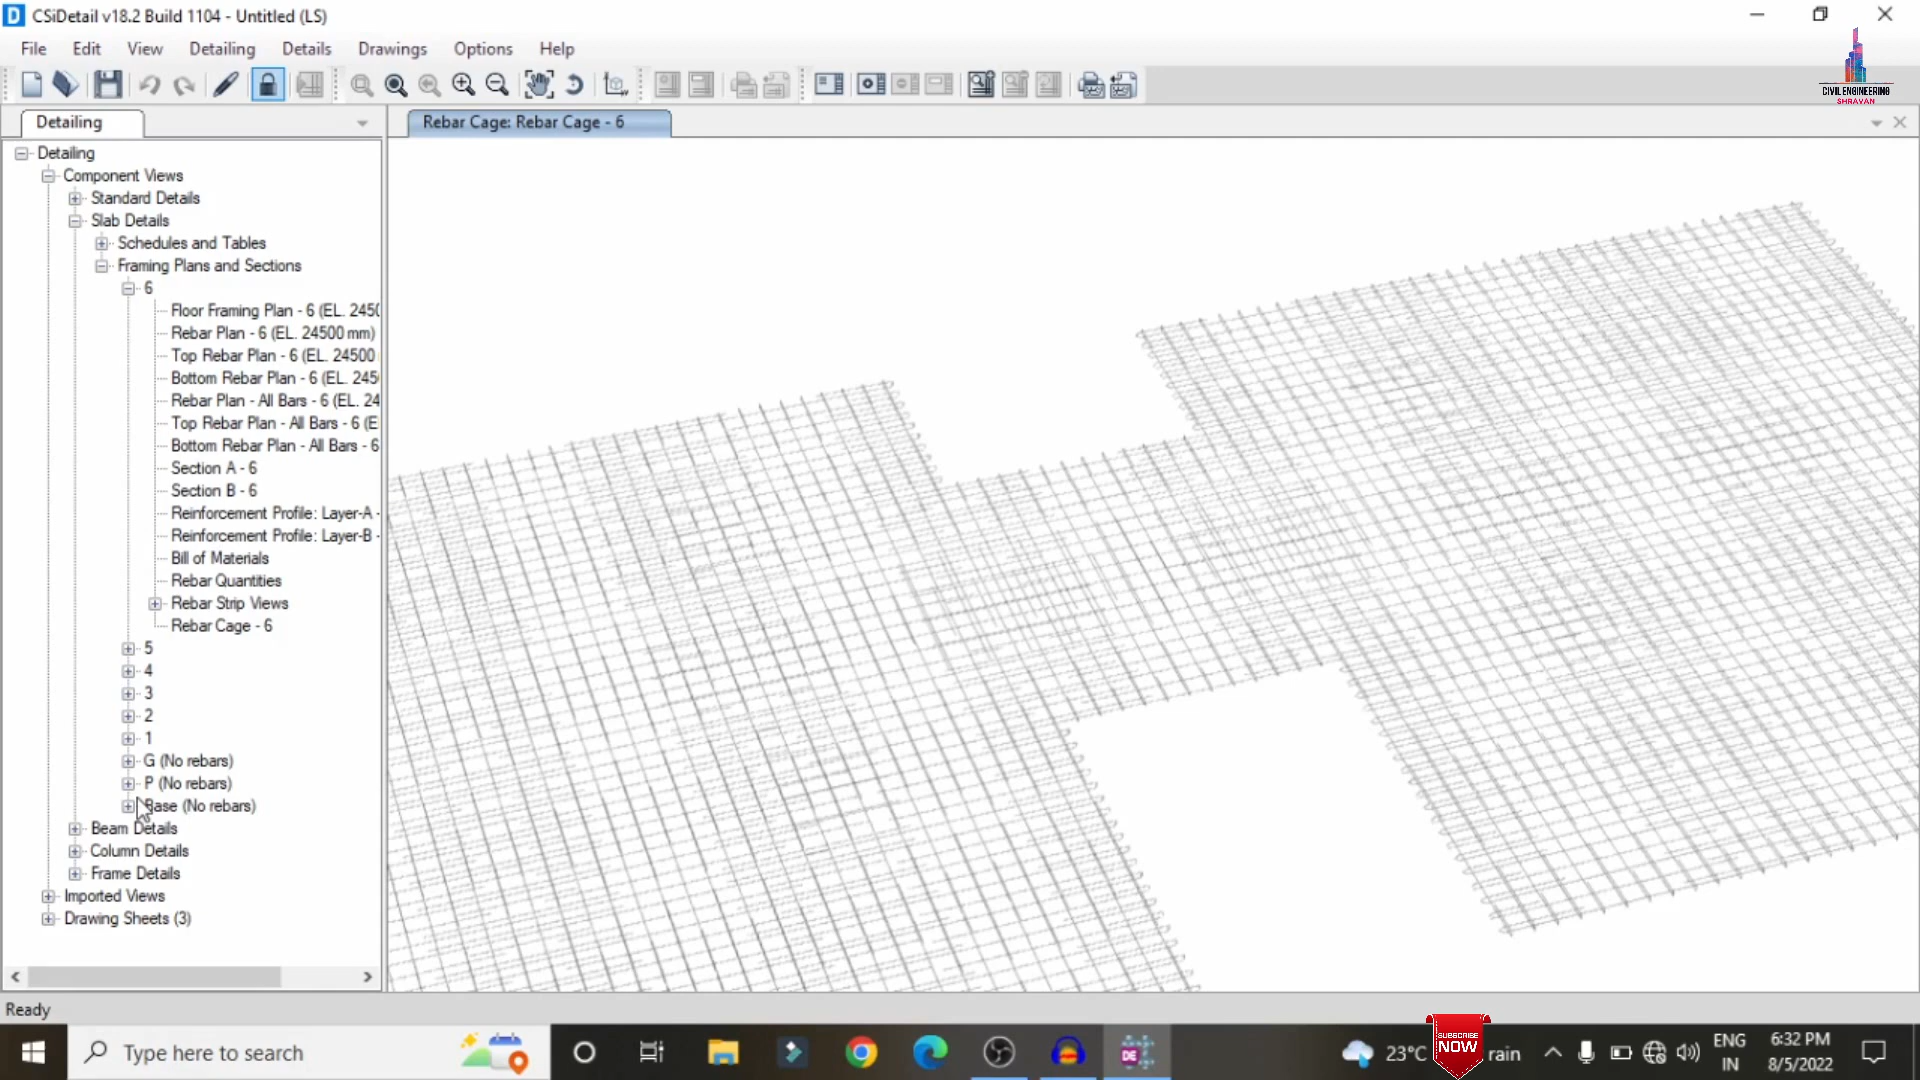 CSiDetail v18.2 Build 1104 - Untitled (LS)
File Edit View Detailing Details Drawings Options Help
CIVIL ENGINEERING
SHRAVAN
Detailing
Rebar Cage: Rebar Cage - 6
Detailing
Component Views
Standard Details
Slab Details
Schedules and Tables
Framing Plans and Sections
6
Floor Framing Plan - 6 (EL. 2450
Rebar Plan - 6 (EL. 24500 mm)
Top Rebar Plan - 6 (EL. 24500
Bottom Rebar Plan - 6 (EL. 245
Rebar Plan - All Bars - 6 (EL. 24
Top Rebar Plan - All Bars - 6 (E
Bottom Rebar Plan - All Bars - 6
Section A - 6
Section B - 6
Reinforcement Profile: Layer-A -
Reinforcement Profile: Layer-B -
Bill of Materials
Rebar Quantities
Rebar Strip Views
Rebar Cage - 6
5
4
3
2
1
G (No rebars)
P (No rebars)
Base (No rebars)
Beam Details
Column Details
Frame Details
Imported Views
Drawing Sheets (3)
Ready
Type here to search
DE
23°C
SUBSCRIBE
NOW
rain
ENG
IN
6:32 PM
8/5/2022